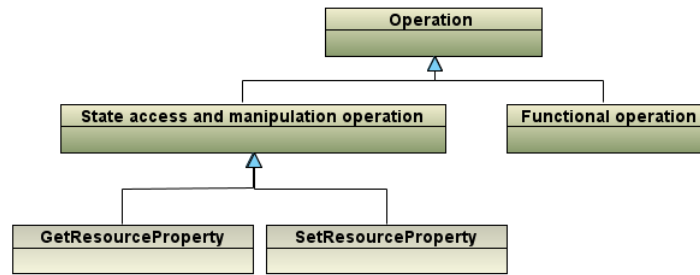 Operation
State access and manipulation operation
Functional operation
GetResourceProperty
SetResourceProperty